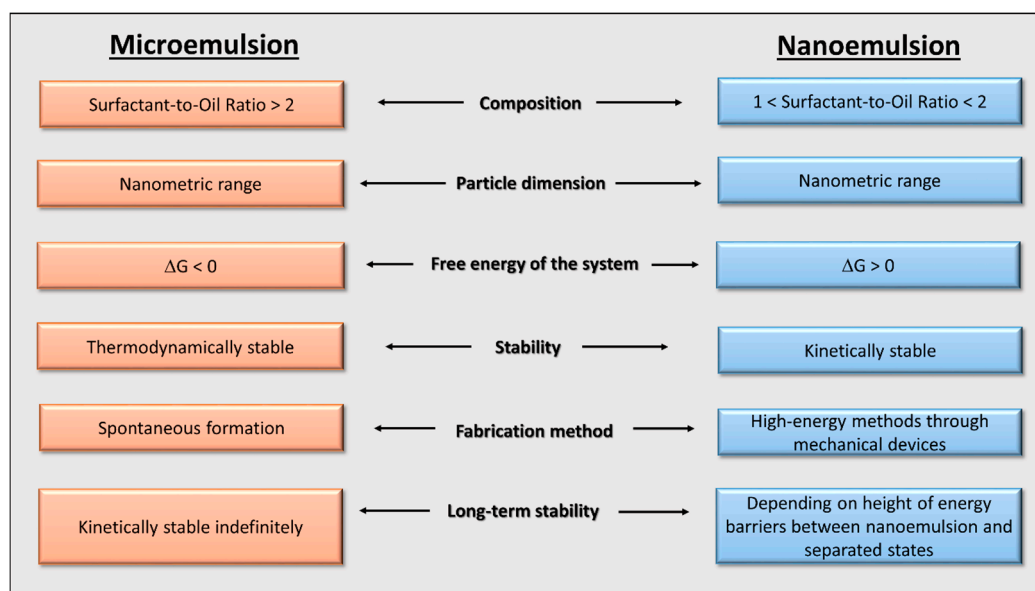 Microemulsion
Nanoemulsion
Surfactant-to-Oil Ratio > 2
Composition
1 < Surfactant-to-Oil Ratio < 2
Nanometric range
Particle dimension
Nanometric range
ΔG < 0
Free energy of the system
ΔG > 0
Thermodynamically stable
Stability
Kinetically stable
Spontaneous formation
Fabrication method
High-energy methods through
mechanical devices
Kinetically stable indefinitely
Long-term stability
Depending on height of energy
barriers between nanoemulsion and
separated states